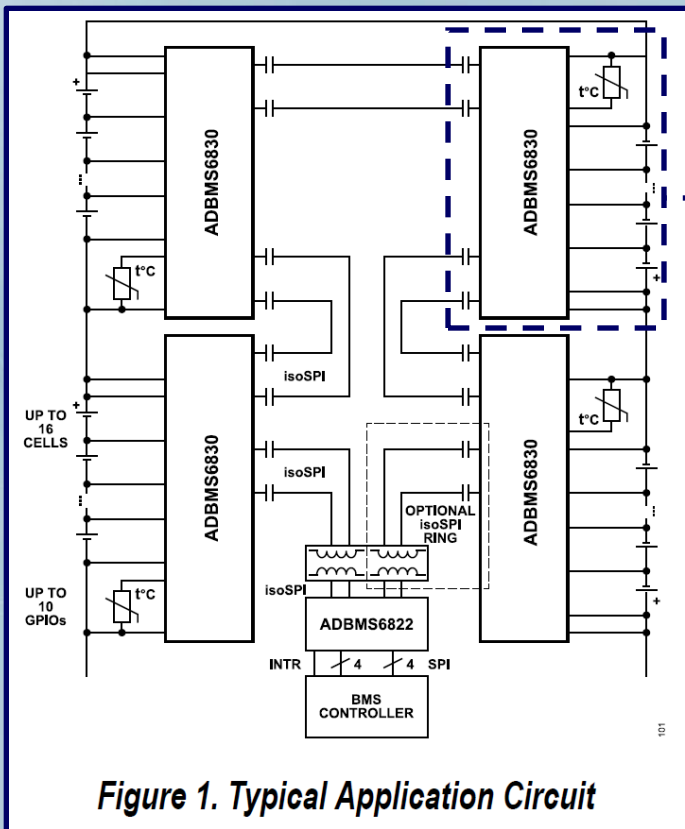 ADBMS6830
ADBMS6830
t°C
+
...
t°C
t°C
...
+
isoSPI
UP TO
16
CELLS
+
...
ADBMS6830
isoSPI
OPTIONAL
isoSPI
RING
ADBMS6830
t°C
...
+
UP TO
10
GPIOs
t°C
isoSPI
ADBMS6822
INTR
4
4
SPI
BMS
CONTROLLER
101
Figure 1. Typical Application Circuit